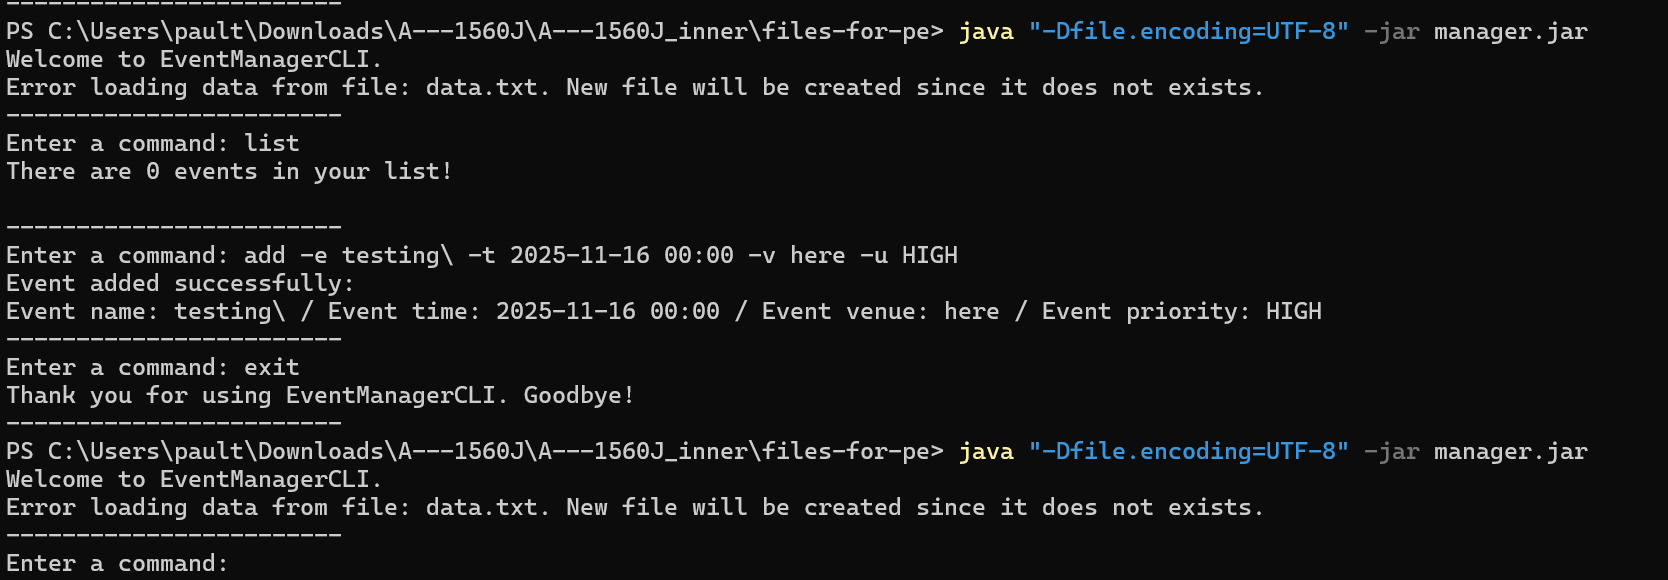 ------------------------
PS C:\Users\pault\Downloads\A---1560J\A---1560J_inner\files-for-pe> java "-Dfile.encoding=UTF-8" -jar manager.jar
Welcome to EventManagerCLI.
Error loading data from file: data.txt. New file will be created since it does not exists.
------------------------
Enter a command: list
There are 0 events in your list!
------------------------
Enter a command: add -e testing\ -t 2025-11-16 00:00 -v here -u HIGH
Event added successfully:
Event name: testing\ / Event time: 2025-11-16 00:00 / Event venue: here / Event priority: HIGH
------------------------
Enter a command: exit
Thank you for using EventManagerCLI. Goodbye!
------------------------
PS C:\Users\pault\Downloads\A---1560J\A---1560J_inner\files-for-pe> java "-Dfile.encoding=UTF-8" -jar manager.jar
Welcome to EventManagerCLI.
Error loading data from file: data.txt. New file will be created since it does not exists.
------------------------
Enter a command: